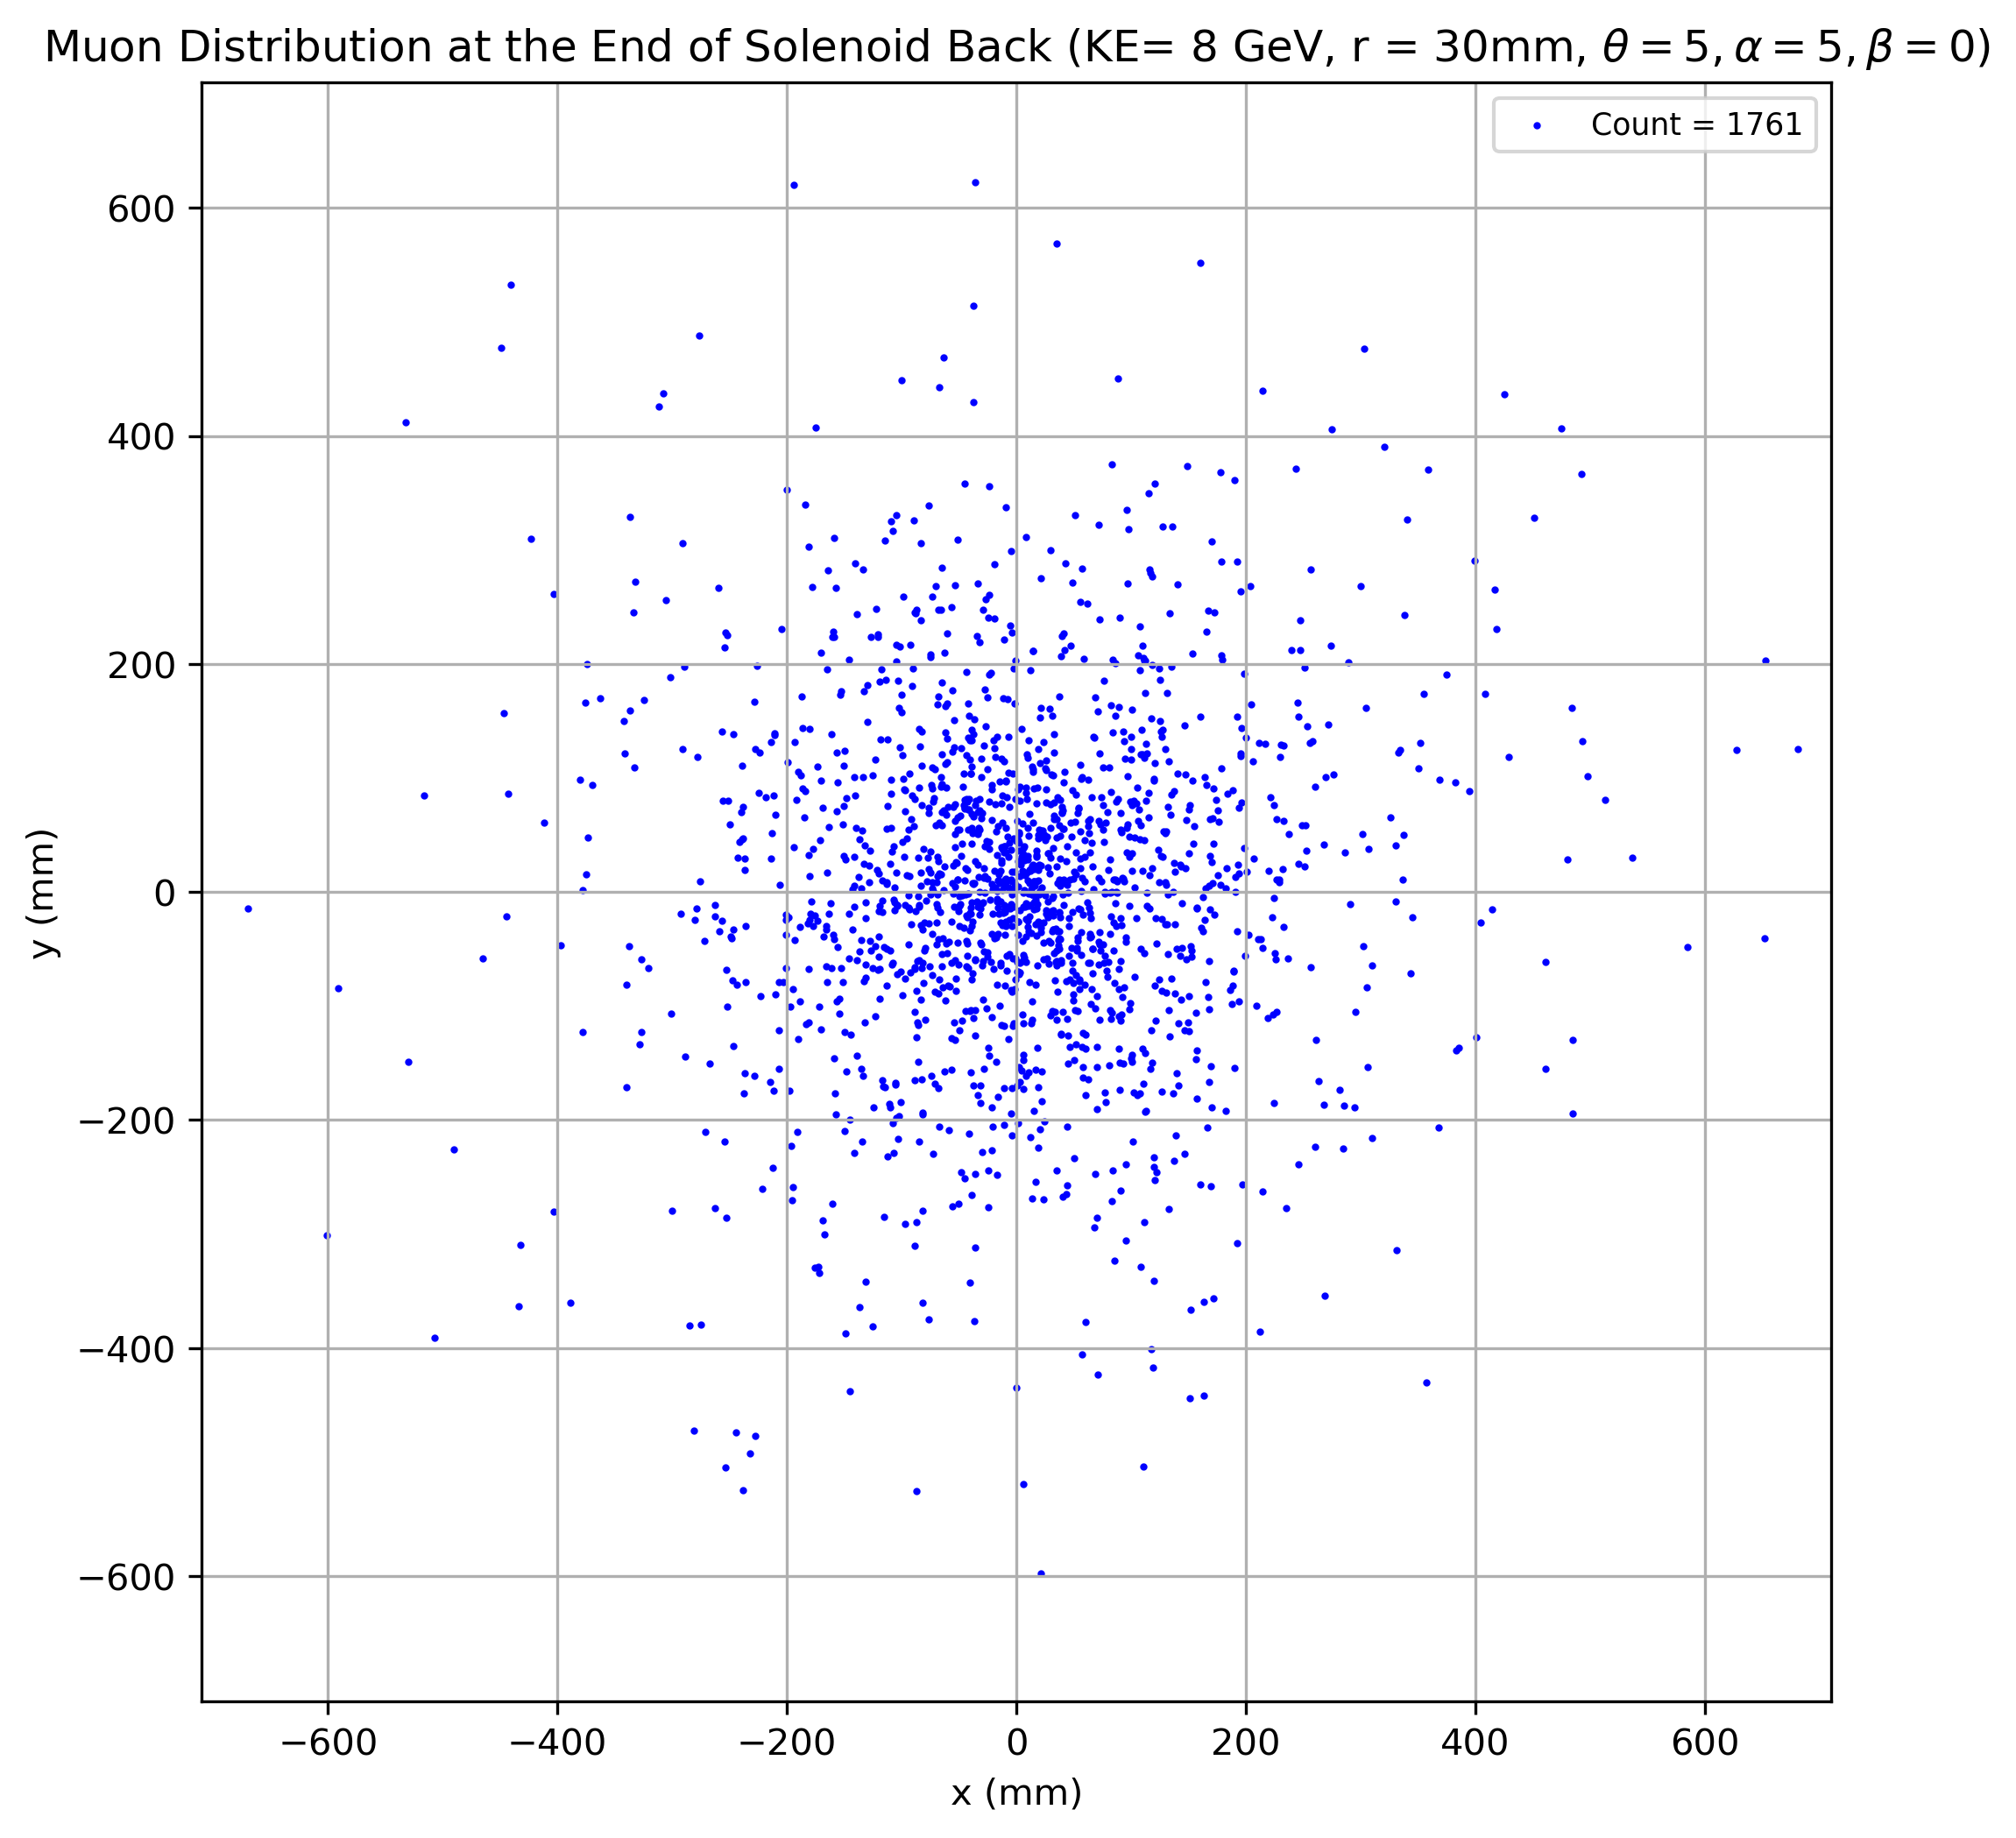 Muon Distribution at the End of Solenoid Back (KE= 8 GeV, r = 30mm, θ = 5, α = 5, β = 0)
Count = 1761
600
400
200
0
−200
−400
−600
y (mm)
−600 −400 −200 0 200 400 600
x (mm)